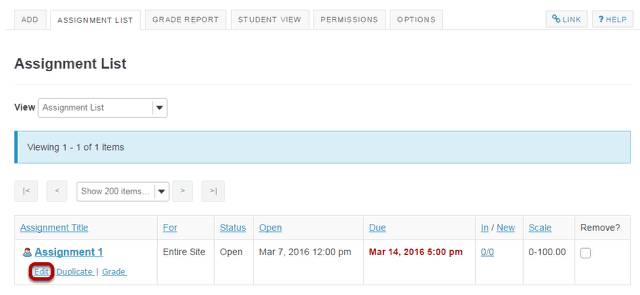 ADD ASSIGNMENT LIST GRADE REPORT STUDENT VIEW PERMISSIONS OPTIONS LINK ? HELP
Assignment List
View Assignment List
Viewing 1 - 1 of 1 items
|< < Show 200 items... > >|
Assignment Title For Status Open Due In / New Scale Remove?
Assignment 1 Entire Site Open Mar 7, 2016 12:00 pm Mar 14, 2016 5:00 pm 0/0 0-100.00
Edit Duplicate | Grade